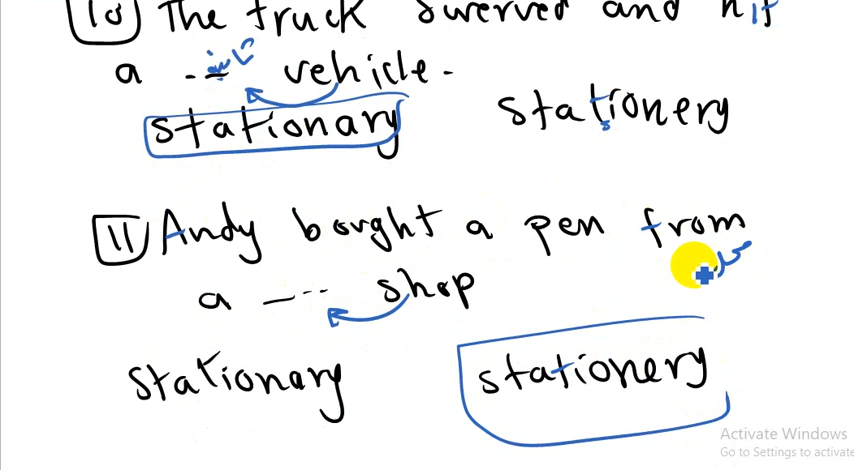 10 The truck swerved and hit
a ... vehicle.
stationary stationery
11 Andy bought a pen from
a --... shop
stationary stationery
Activate Windows
Go to Settings to activate